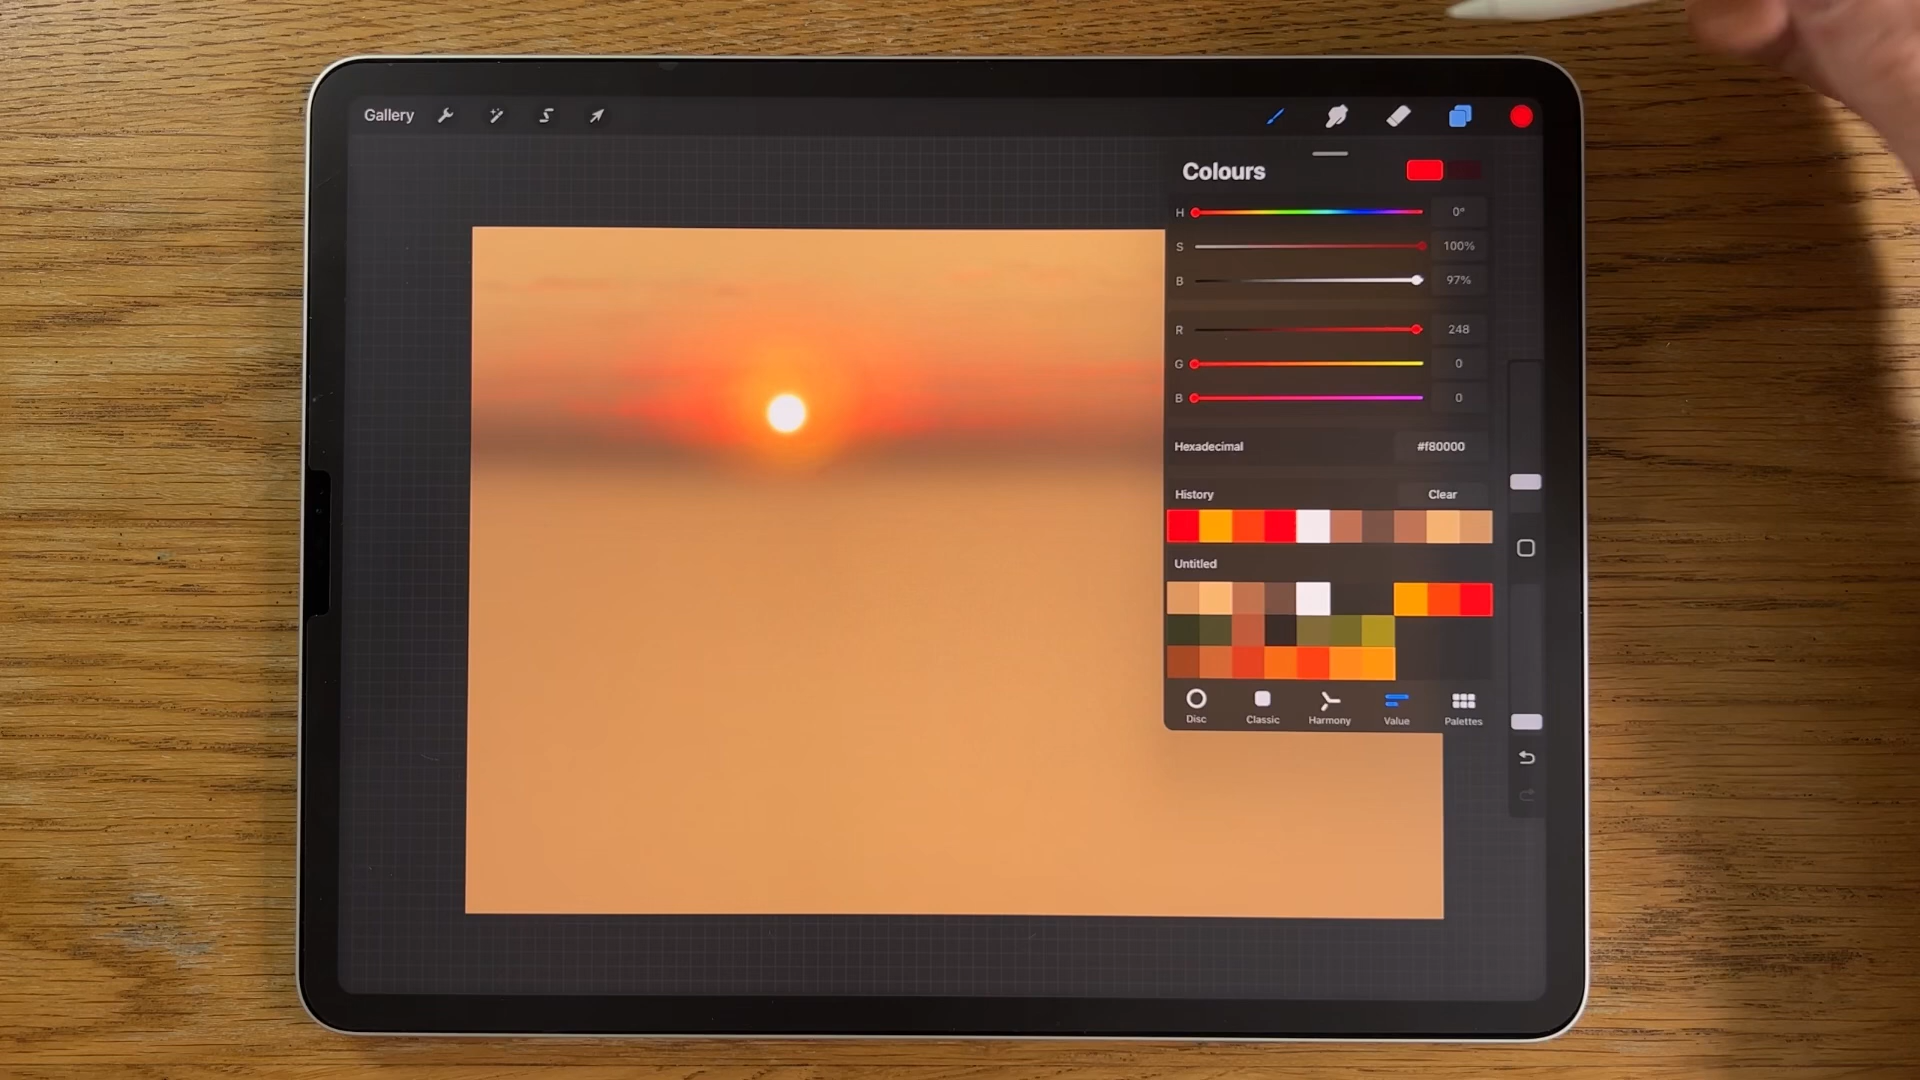 Gallery
Colours
H 0°
S 100%
B 97%
R 248
G 0
B 0
Hexadecimal #f80000
History Clear
Untitled
Disc Classic Harmony Value Palettes